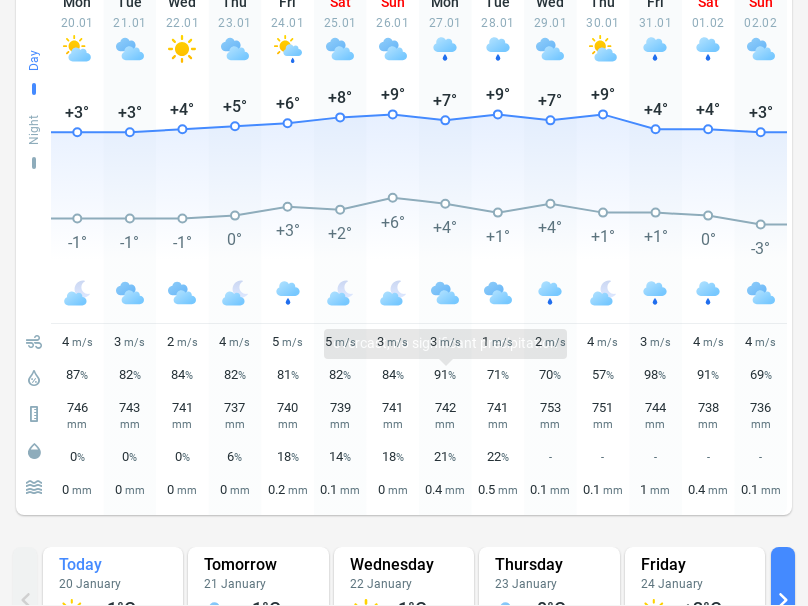 Mon Tue Wed Thu Fri Sat Sun Mon Tue Wed Thu Fri Sat Sun
20.01 21.01 22.01 23.01 24.01 25.01 26.01 27.01 28.01 29.01 30.01 31.01 01.02 02.02
Day
+3° +3° +4° +5° +6° +8° +9° +7° +9° +7° +9° +4° +4° +3°
Night
-1° -1° -1° 0° +3° +2° +6° +4° +1° +4° +1° +1° 0° -3°
4 m/s 3 m/s 2 m/s 4 m/s 5 m/s 5 m/s 3 m/s 3 m/s 1 m/s 2 m/s 4 m/s 3 m/s 4 m/s 4 m/s
87% 82% 84% 82% 81% 82% 84% 91% 71% 70% 57% 98% 91% 69%
746 743 741 737 740 739 741 742 741 753 751 744 738 736
mm mm mm mm mm mm mm mm mm mm mm mm mm mm
0% 0% 0% 6% 18% 14% 18% 21% 22% - - - - -
0 mm 0 mm 0 mm 0 mm 0.2 mm 0.1 mm 0 mm 0.4 mm 0.5 mm 0.1 mm 0.1 mm 1 mm 0.4 mm 0.1 mm
Today Tomorrow Wednesday Thursday Friday
20 January 21 January 22 January 23 January 24 January